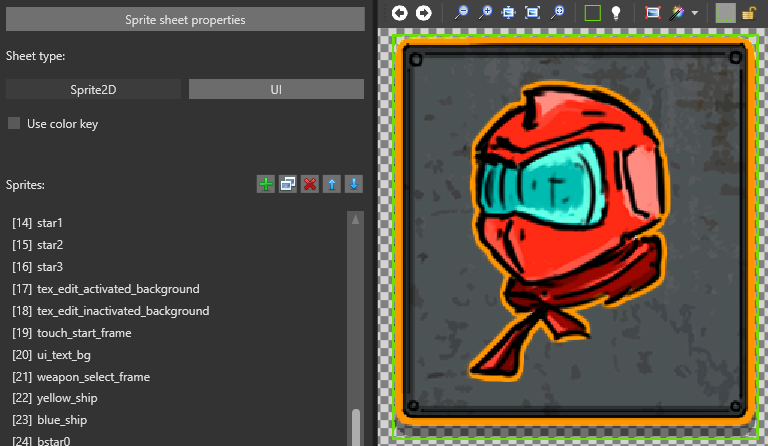 Sprite sheet properties
Sheet type:
Sprite2D UI
Use color key
Sprites:
[14] star1
[15] star2
[16] star3
[17] tex_edit_activated_background
[18] tex_edit_inactivated_background
[19] touch_start_frame
[20] ui_text_bg
[21] weapon_select_frame
[22] yellow_ship
[23] blue_ship
[24] bstar0